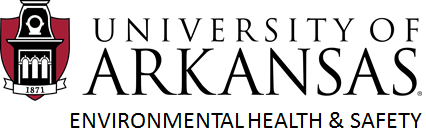 UNIVERSITY OF
ARKANSAS®
1871
ENVIRONMENTAL HEALTH & SAFETY